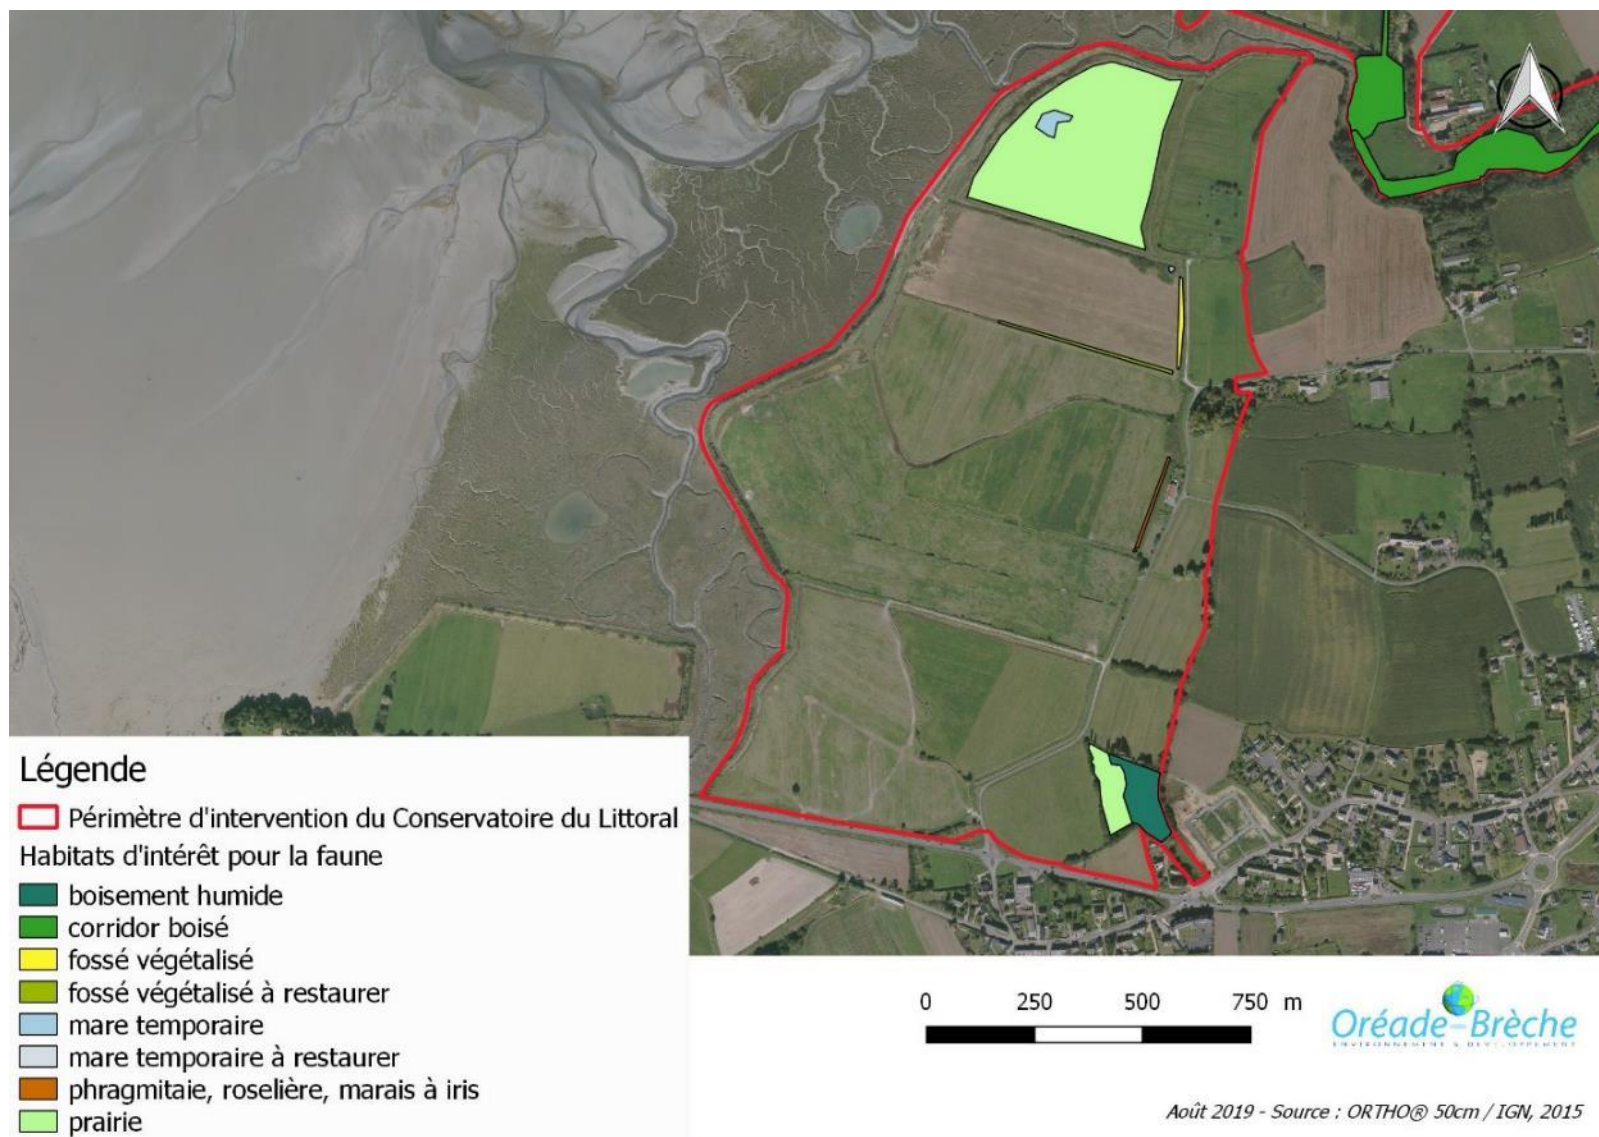 Légende
Périmètre d'intervention du Conservatoire du Littoral
Habitats d'intérêt pour la faune
boisement humide
corridor boisé
fossé végétalisé
fossé végétalisé à restaurer
mare temporaire
mare temporaire à restaurer
phragmitaie, roselière, marais à iris
prairie
0 250 500 750 m
Oréade-Brèche
ENVIRONNEMENT & DEVELOPPEMENT
Août 2019 - Source : ORTHO® 50cm / IGN, 2015